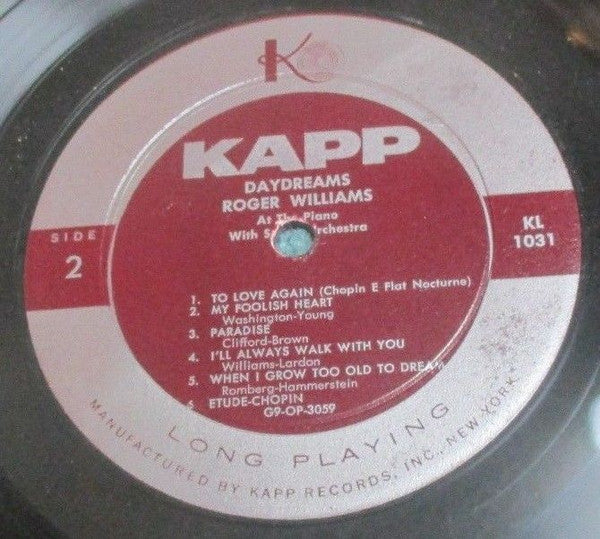 K
KAPP
DAYDREAMS
ROGER WILLIAMS
At The Piano
With Orchestra
SIDE
2
KL
1031
1. TO LOVE AGAIN (Chopin E Flat Nocturne)
2. MY FOOLISH HEART
Washington-Young
3. PARADISE
Clifford-Brown
4. I'LL ALWAYS WALK WITH YOU
Williams-Lardon
5. WHEN I GROW TOO OLD TO DREAM
Romberg-Hammerstein
ETUDE-CHOPIN
G9-OP-3059
LONG PLAYING
MANUFACTURED BY KAPP RECORDS, INC., NEW YORK